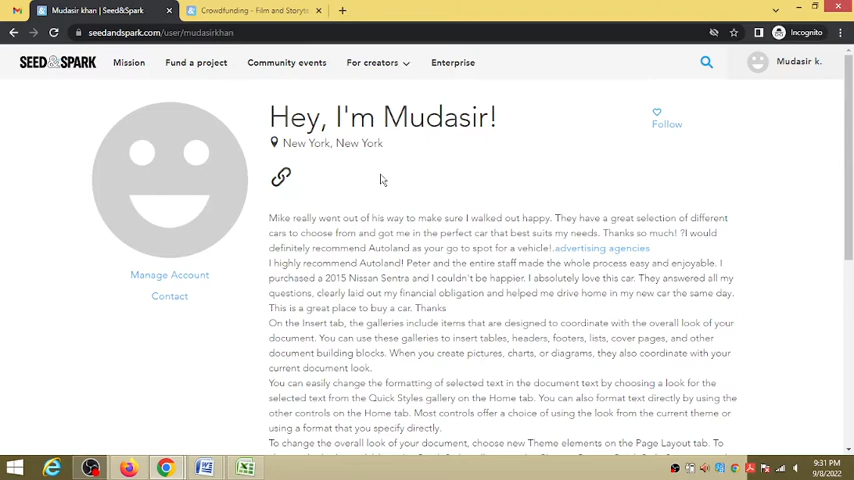 Mudasir khan | Seed&Spark
Crowdfunding - Film and Storyte
seedandspark.com/user/mudasirkhan
Incognito
SEED&SPARK
Mission
Fund a project
Community events
For creators
Enterprise
Mudasir k.
Hey, I'm Mudasir!
New York, New York
Follow
Manage Account
Contact
Mike really went out of his way to make sure I walked out happy. They have a great selection of different
cars to choose from and got me in the perfect car that best suits my needs. Thanks so much! ?I would
definitely recommend Autoland as your go to spot for a vehicle!.advertising agencies
I highly recommend Autoland! Peter and the entire staff made the whole process easy and enjoyable. I
purchased a 2015 Nissan Sentra and I couldn't be happier. I absolutely love this car. They answered all my
questions, clearly laid out my financial obligation and helped me drive home in my new car the same day.
This is a great place to buy a car. Thanks
On the Insert tab, the galleries include items that are designed to coordinate with the overall look of your
document. You can use these galleries to insert tables, headers, footers, lists, cover pages, and other
document building blocks. When you create pictures, charts, or diagrams, they also coordinate with your
current document look.
You can easily change the formatting of selected text in the document text by choosing a look for the
selected text from the Quick Styles gallery on the Home tab. You can also format text directly by using the
other controls on the Home tab. Most controls offer a choice of using the look from the current theme or
using a format that you specify directly.
To change the overall look of your document, choose new Theme elements on the Page Layout tab. To
9:31 PM
9/8/2022